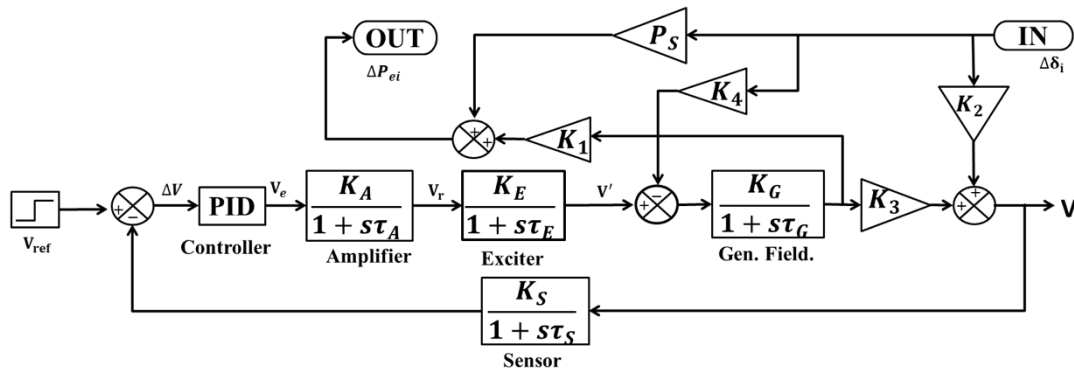 OUT
ΔP_ei
P_S
IN
Δδ_i
K_4
K_2
+
+
K_1
V_ref
+
−
ΔV
PID
Controller
V_e
K_A
1 + sτ_A
Amplifier
V_r
K_E
1 + sτ_E
Exciter
V'
+
−
K_G
1 + sτ_G
Gen. Field.
K_3
+
+
V
K_S
1 + sτ_S
Sensor